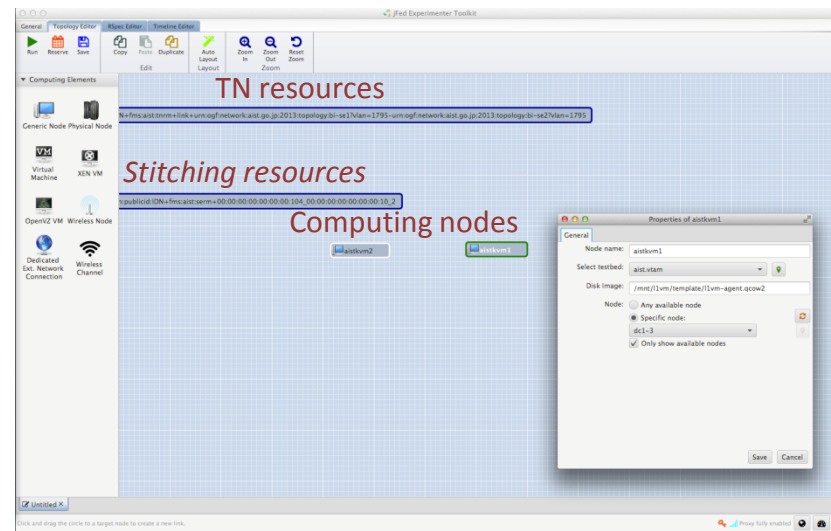 jFed Experimenter Toolkit
General Topology Editor RSpec Editor Timeline Editor
Run Reserve Save Copy Paste Duplicate Auto Layout Zoom In Zoom Out Reset Zoom
Edit Layout Zoom
Computing Elements
TN resources
N+fms:aist:tnrm+link+urn:ogf:network:aist.go.jp:2013:topology:bi-se1?vlan=1795-urn:ogf:network:aist.go.jp:2013:topology:bi-se2?vlan=1795
Generic Node Physical Node
Virtual Machine XEN VM
Stitching resources
n:publicid:IDN+fms:aist:serm+00:00:00:00:00:00:00:104_00:00:00:00:00:00:00:10_2
OpenVZ VM Wireless Node
Computing nodes
aistkvm2 aistkvm1
Dedicated Ext. Network Connection Wireless Channel
Properties of aistkvm1
General
Node name: aistkvm1
Select testbed: aist.vtam
Disk Image: /mnt/l1vm/template/l1vm-agent.qcow2
Node: Any available node
Specific node:
dc1-3
Only show available nodes
Save Cancel
Untitled
Click and drag the circle to a target node to create a new link.
Proxy fully enabled